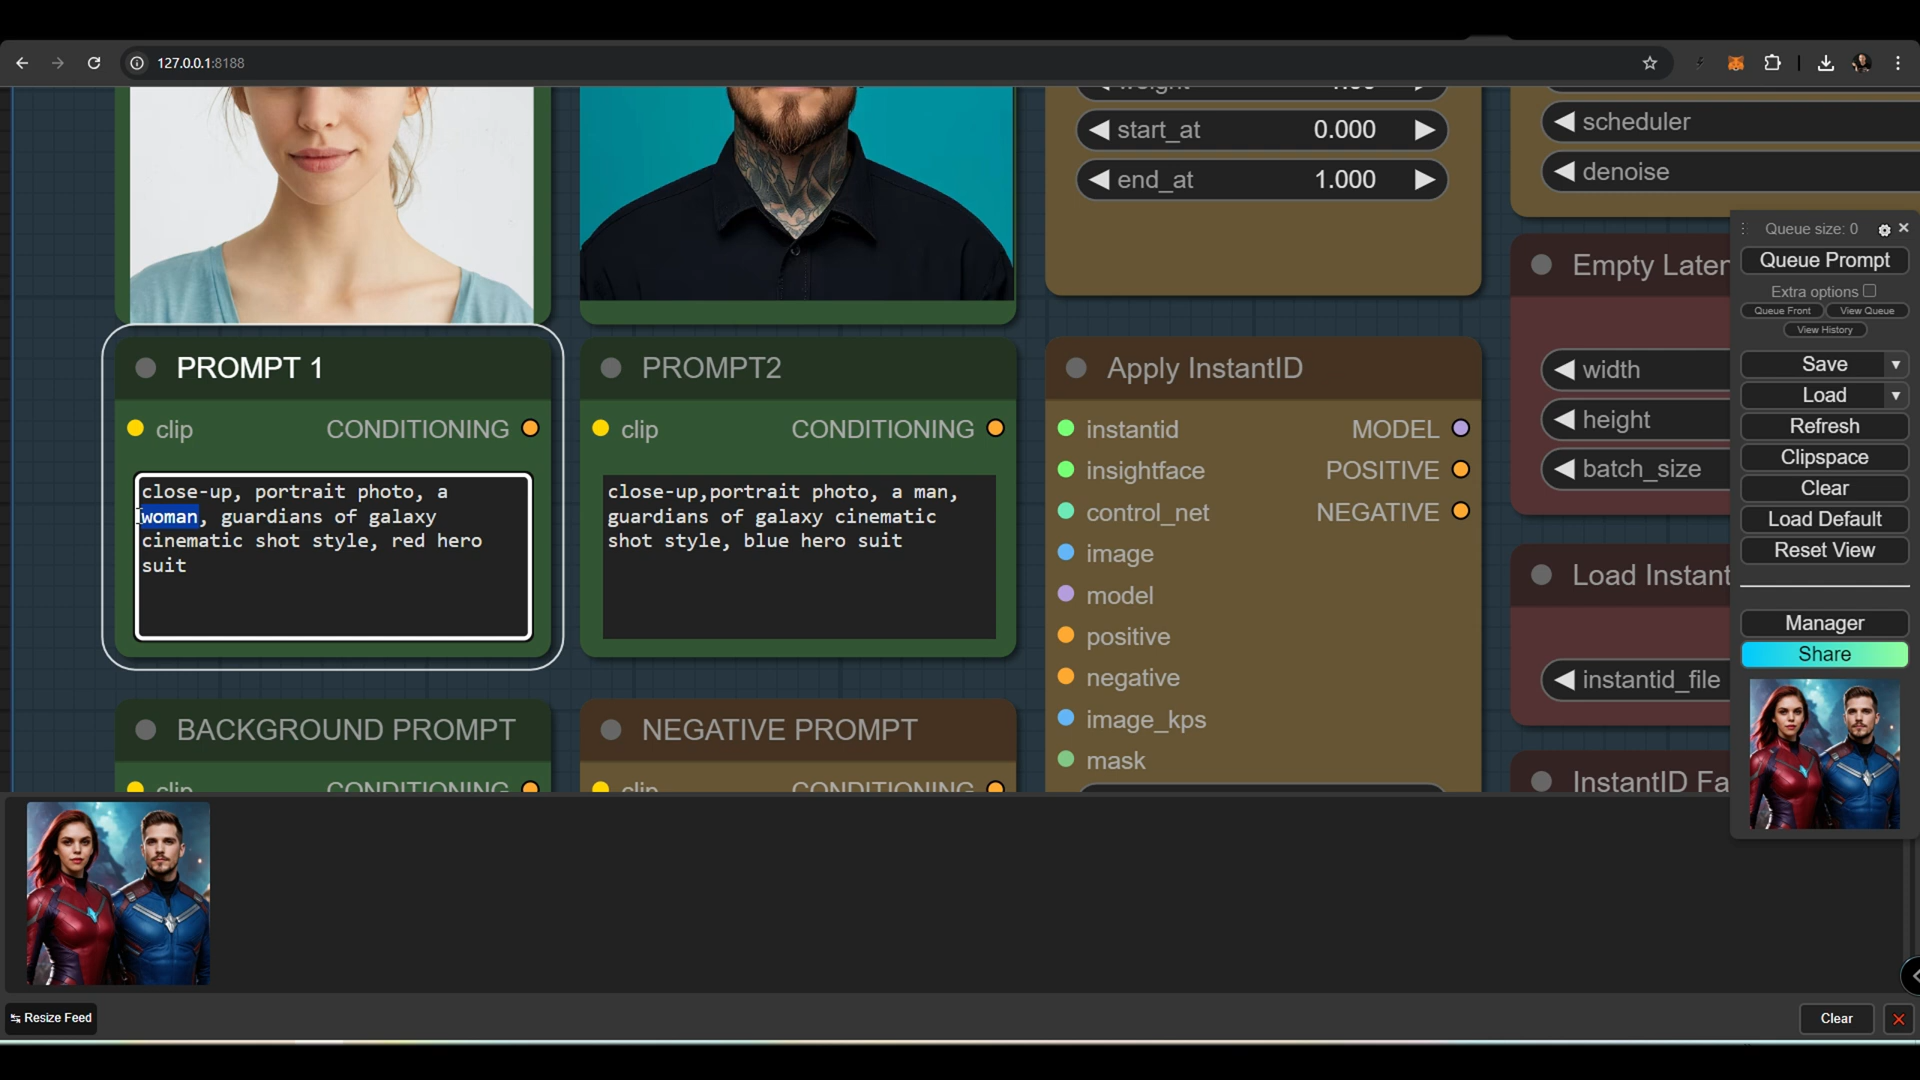 127.0.0.1:8188
start_at 0.000
end_at 1.000
scheduler
denoise
Queue size: 0
Queue Prompt
Extra options
Queue Front View Queue
View History
Save
Load
Refresh
Clipspace
Clear
Load Default
Reset View
Manager
Share
PROMPT 1
clip CONDITIONING
close-up, portrait photo, a
woman, guardians of galaxy
cinematic shot style, red hero
suit
PROMPT2
clip CONDITIONING
close-up,portrait photo, a man,
guardians of galaxy cinematic
shot style, blue hero suit
Apply InstantID
instantid MODEL
insightface POSITIVE
control_net NEGATIVE
image
model
positive
negative
image_kps
mask
Empty Laten
width
height
batch_size
Load Instant
instantid_file
InstantID Fa
BACKGROUND PROMPT
clip CONDITIONING
NEGATIVE PROMPT
clip CONDITIONING
Resize Feed
Clear